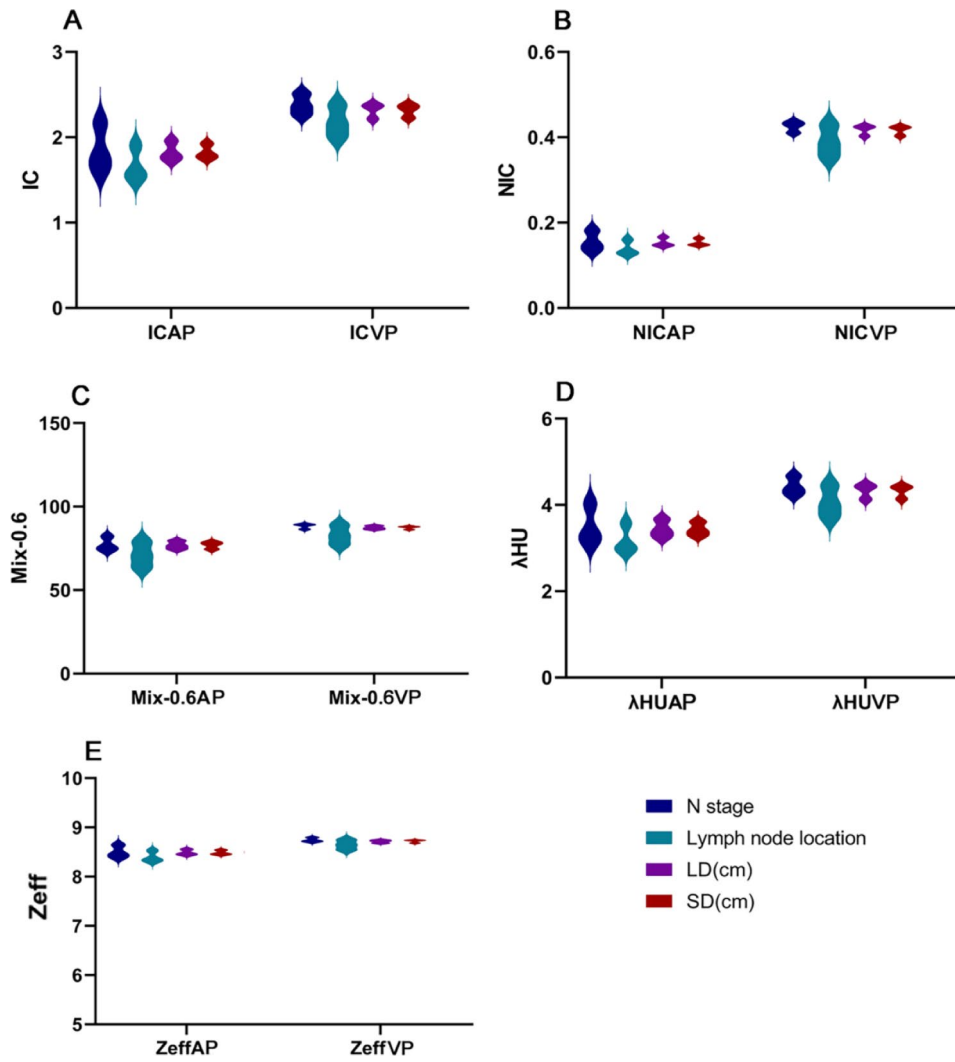 A
3
2
1
0
IC
ICAP ICVP
B
0.6
0.4
0.2
0.0
NIC
NICAP NICVP
C
150
100
50
0
Mix-0.6
Mix-0.6AP Mix-0.6VP
D
6
4
2
0
λHU
λHUAP λHUVP
E
10
9
8
7
6
5
Zeff
ZeffAP ZeffVP
N stage
Lymph node location
LD(cm)
SD(cm)